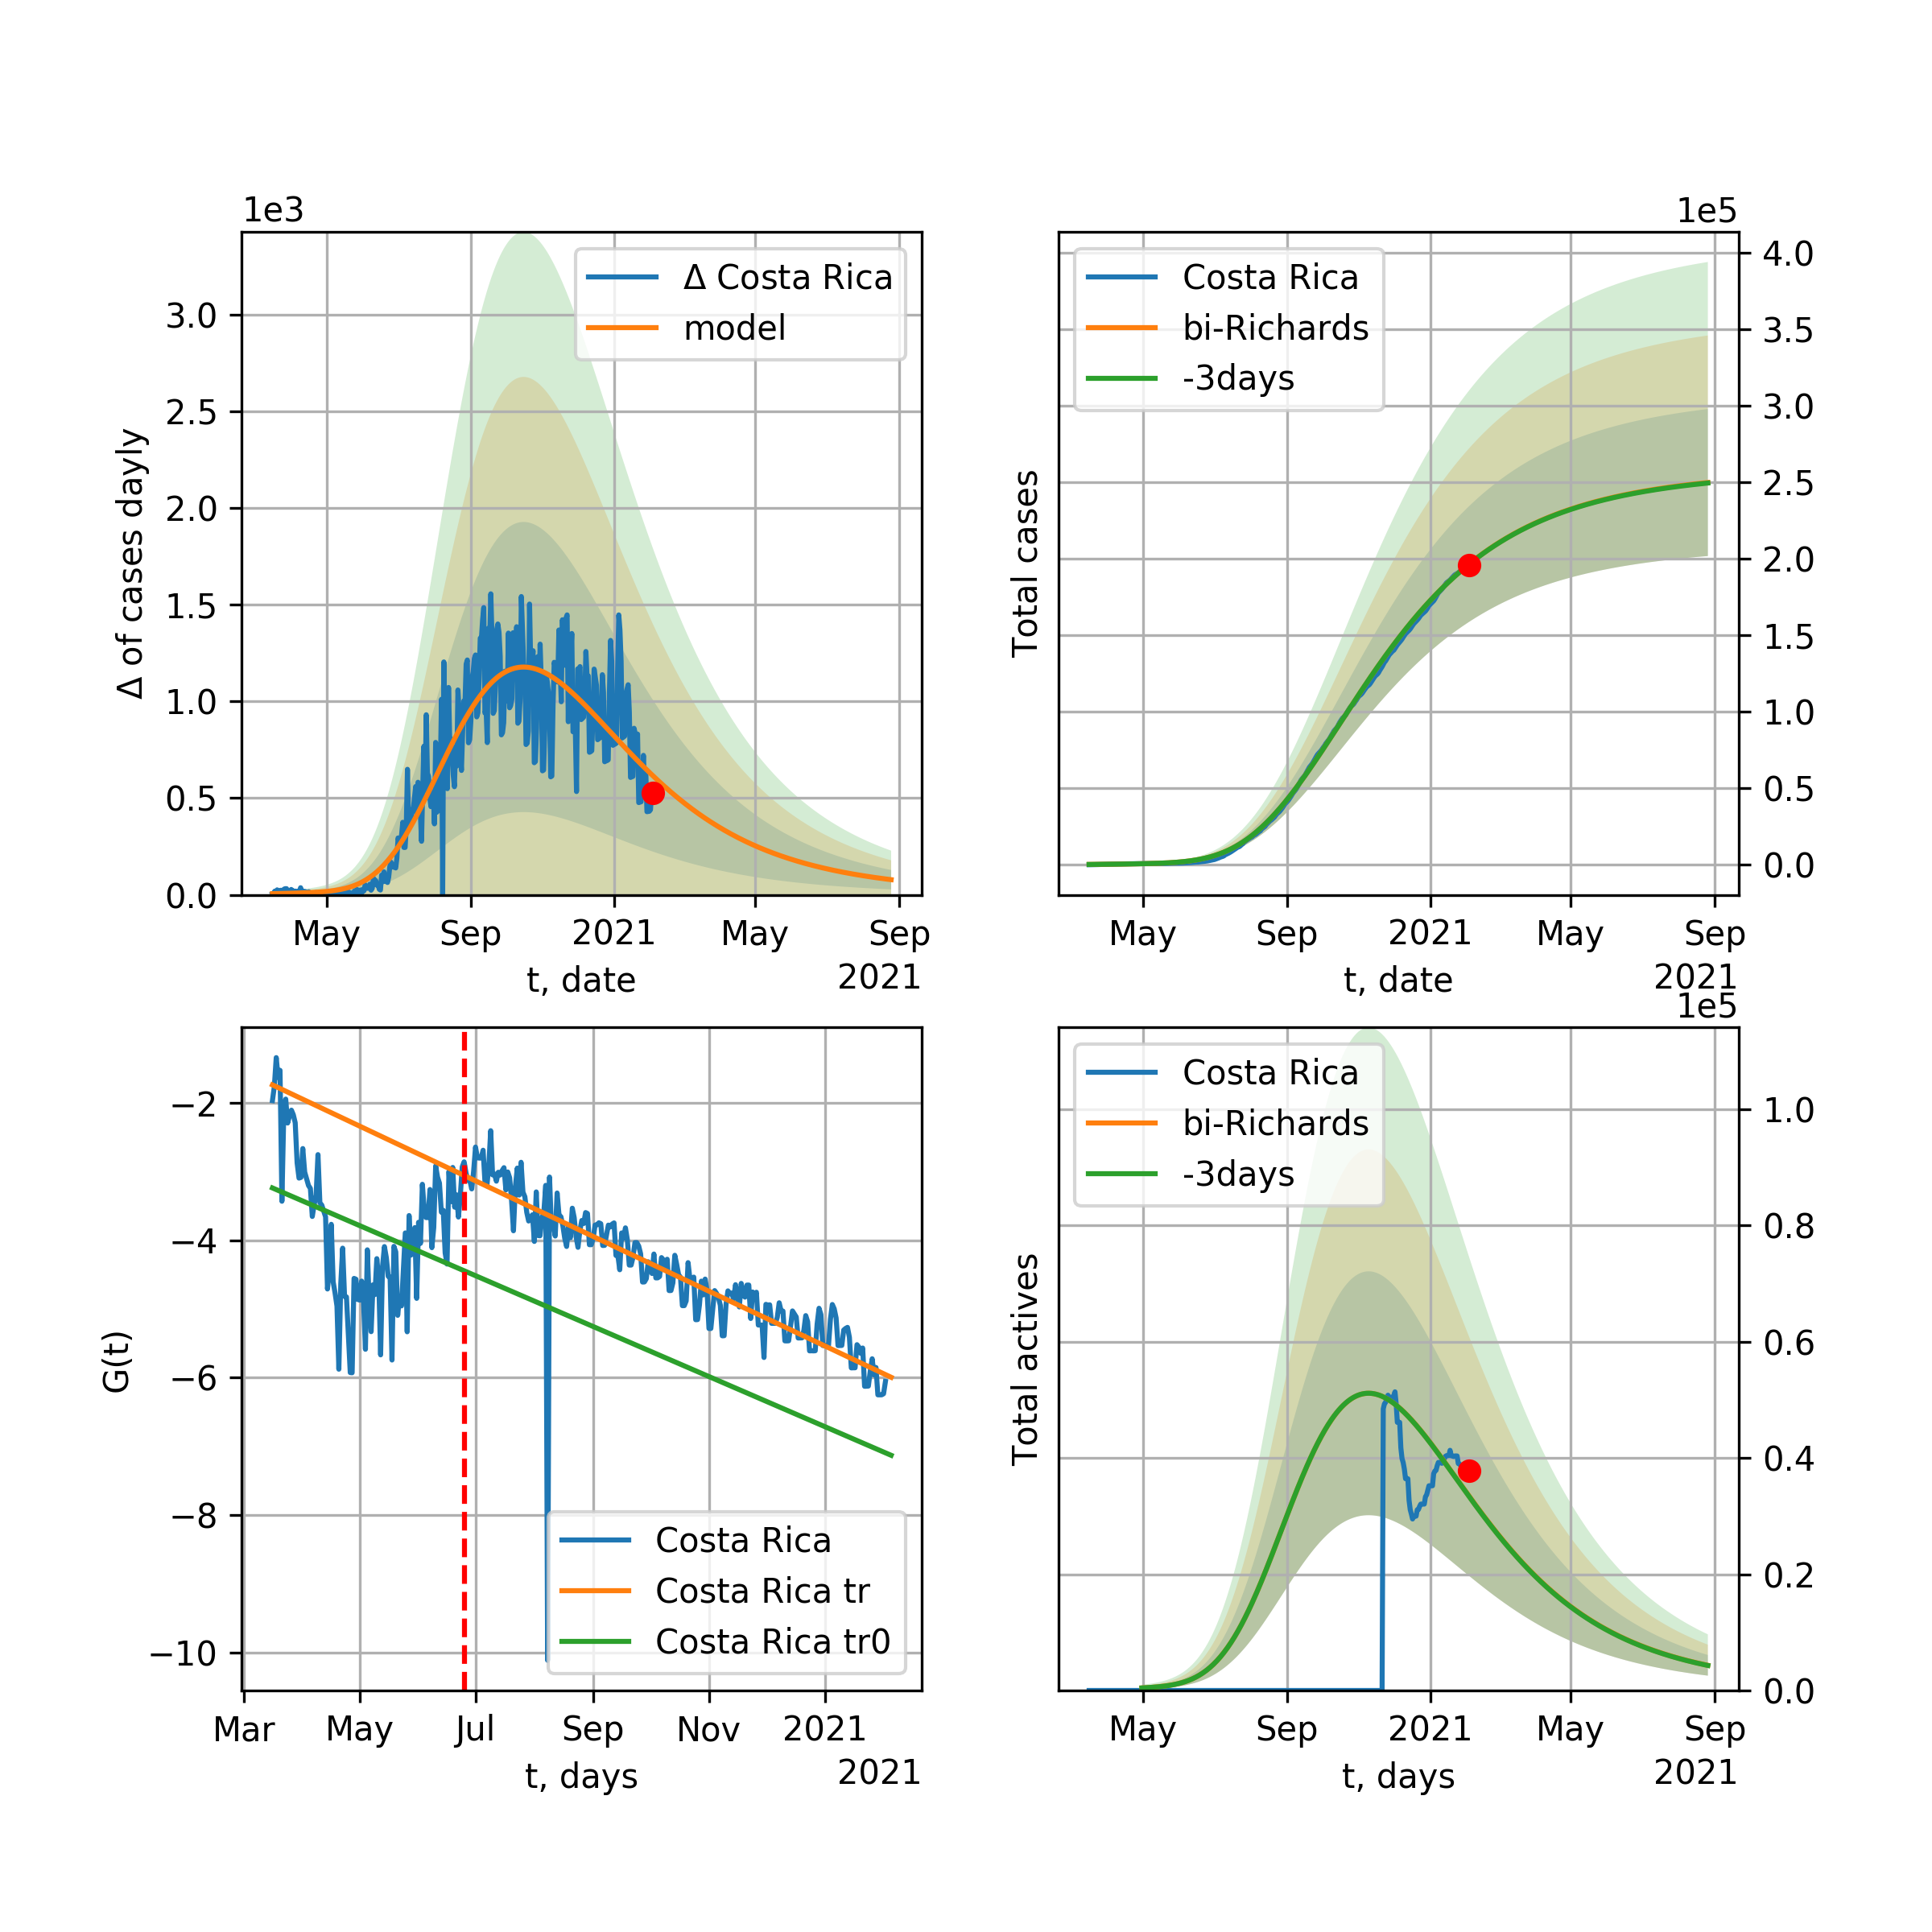 1e3
Δ of cases dayly
3.0
2.5
2.0
1.5
1.0
0.5
0.0
Δ Costa Rica
model
May Sep 2021 May Sep
t, date
2021
1e5
Total cases
Costa Rica
bi-Richards
-3days
4.0
3.5
3.0
2.5
2.0
1.5
1.0
0.5
0.0
May Sep 2021 May Sep
t, date
2021
G(t)
−2
−4
−6
−8
−10
Costa Rica
Costa Rica tr
Costa Rica tr0
Mar May Jul Sep Nov 2021
t, days
2021
1e5
Total actives
Costa Rica
bi-Richards
-3days
1.0
0.8
0.6
0.4
0.2
0.0
May Sep 2021 May Sep
t, days
2021